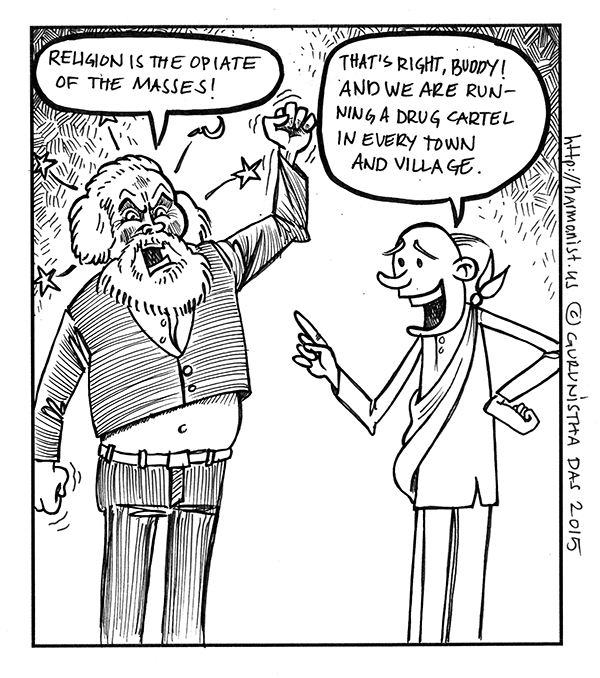 RELIGION IS THE OPIATE
OF THE MASSES!
THAT'S RIGHT, BUDDY!
AND WE ARE RUN-
NING A DRUG CARTEL
IN EVERY TOWN
AND VILLAGE.
http://harmonist.us © GURUNISTHA DAS 2015